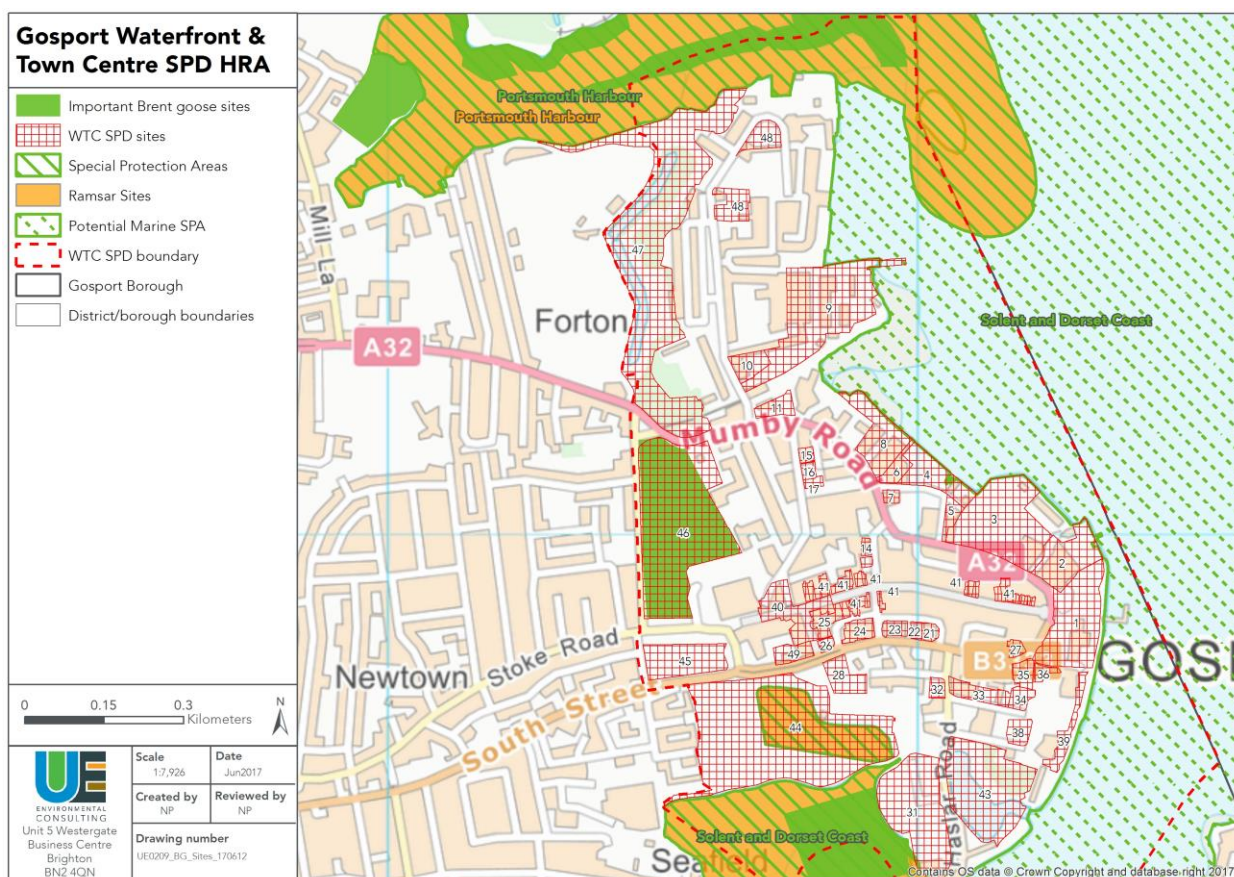 Gosport Waterfront &
Town Centre SPD HRA
Important Brent goose sites
WTC SPD sites
Special Protection Areas
Ramsar Sites
Potential Marine SPA
WTC SPD boundary
Gosport Borough
District/borough boundaries
0 0.15 0.3
Kilometers
N
UE
ENVIRONMENTAL
CONSULTING
Unit 5 Westergate
Business Centre
Brighton
BN2 4QN
Scale
1:7,926
Date
Jun2017
Created by
NP
Reviewed by
NP
Drawing number
UE0209_BG_Sites_170612
Portsmouth Harbour
Portsmouth Harbour
48
Mill La
48
47
9
Forton
Solent and Dorset Coast
A32
10
11
Mumby Road
8
15
16
6
4
17
7
5
3
46
14
A32
2
41
41
41
41
41
41
40
41
25
1
24
23
22
21
26
27
49
B3
GOSP
45
28
35
36
Newtown
Stoke Road
32
33
34
South Street
44
38
39
Haslar Road
43
31
Solent and Dorset Coast
Seafield
Contains OS data © Crown Copyright and database right 2017